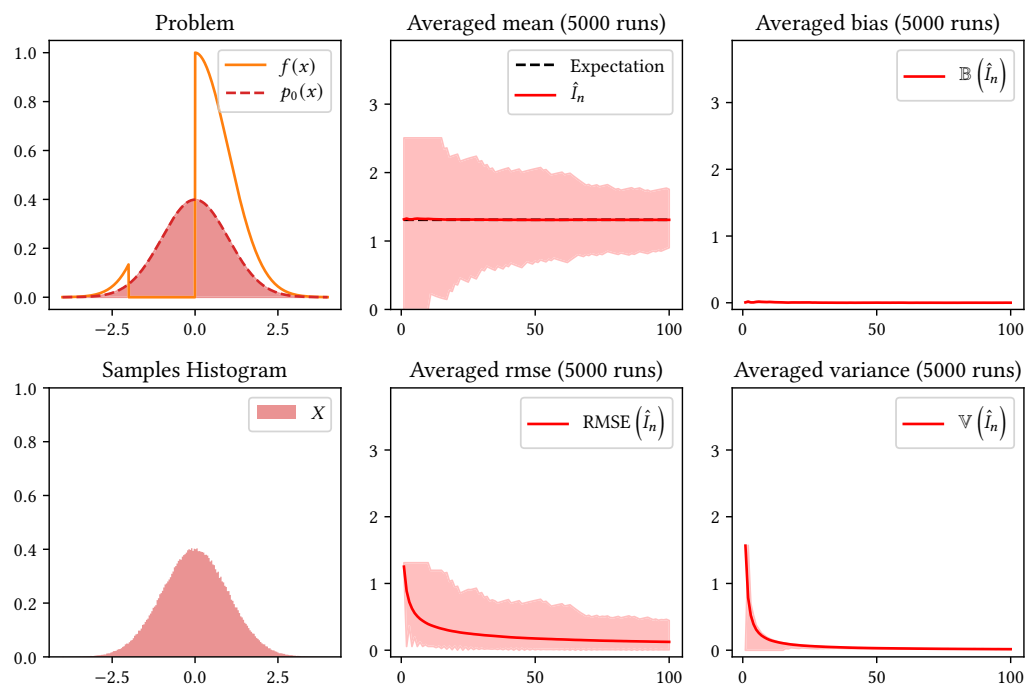 Problem
1.0
0.8
0.6
0.4
0.2
0.0
−2.5 0.0 2.5
f(x)
p₀(x)
Averaged mean (5000 runs)
3
2
1
0
0 50 100
Expectation
Îₙ
Averaged bias (5000 runs)
3
2
1
0
0 50 100
𝔹(Îₙ)
Samples Histogram
1.0
0.8
0.6
0.4
0.2
0.0
−2.5 0.0 2.5
X
Averaged rmse (5000 runs)
3
2
1
0
0 50 100
RMSE(Îₙ)
Averaged variance (5000 runs)
3
2
1
0
0 50 100
𝕍(Îₙ)